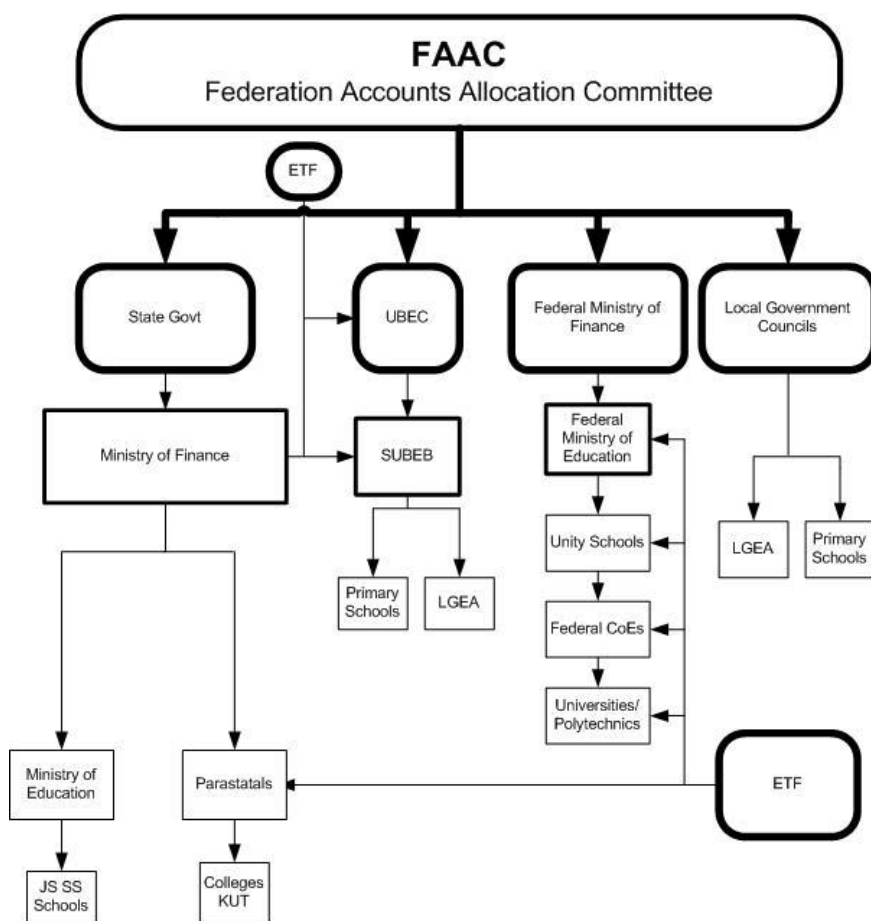 FAAC
Federation Accounts Allocation Committee
ETF
State Govt
UBEC
Federal Ministry of
Finance
Local Government
Councils
Ministry of Finance
SUBEB
Federal
Ministry of
Education
Unity Schools
LGEA
Primary
Schools
Primary
Schools
LGEA
Federal CoEs
Universities/
Polytechnics
Ministry of
Education
Parastatals
ETF
JS SS
Schools
Colleges
KUT